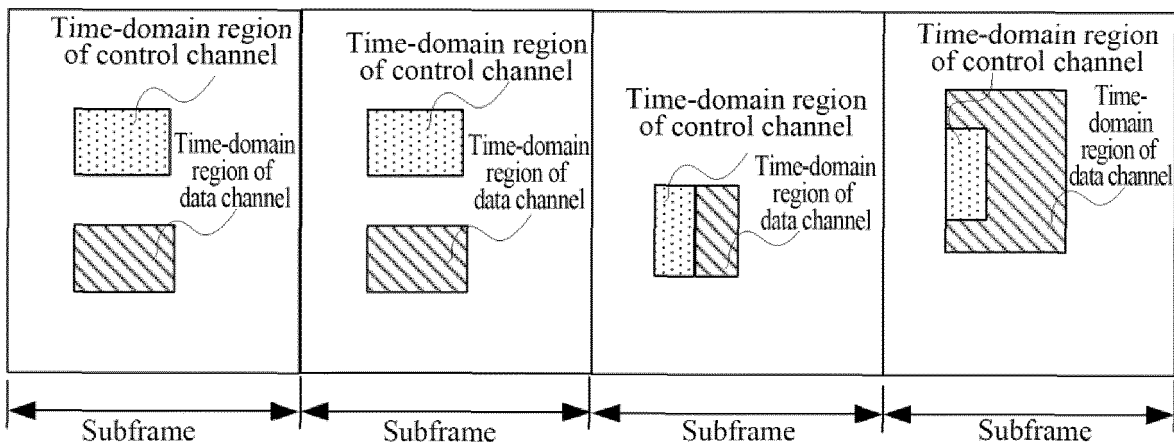 Time-domain region
of control channel
Time-domain
region of
data channel
Subframe
Time-domain region
of control channel
Time-domain
region of
data channel
Subframe
Time-domain region
of control channel
Time-domain
region of
data channel
Subframe
Time-domain region
of control channel
Time-
domain
region of
data channel
Subframe